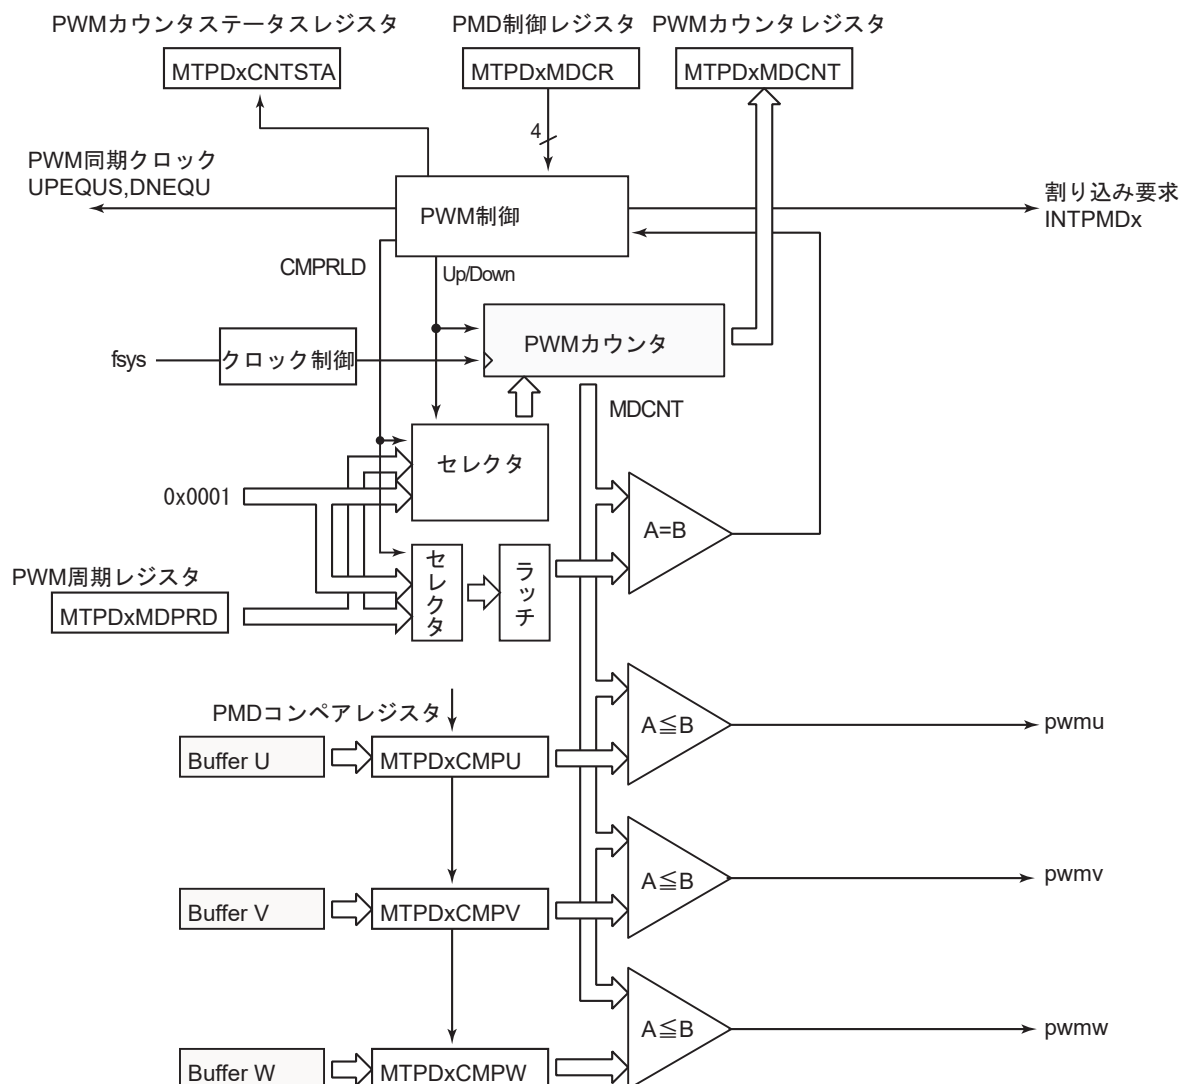 PWMカウンタステータスレジスタ
PMD制御レジスタ
PWMカウンタレジスタ
MTPDxCNTSTA
MTPDxMDCR
MTPDxMDCNT
4
PWM同期クロック
UPEQUS,DNEQU
PWM制御
割り込み要求
INTPMDx
CMPRLD
Up/Down
fsys
クロック制御
PWMカウンタ
MDCNT
セレクタ
0x0001
A=B
セレクタ
ラッチ
PWM周期レジスタ
MTPDxMDPRD
PMDコンペアレジスタ
Buffer U
MTPDxCMPU
A≦B
pwmu
Buffer V
MTPDxCMPV
A≦B
pwmv
A≦B
pwmw
Buffer W
MTPDxCMPW